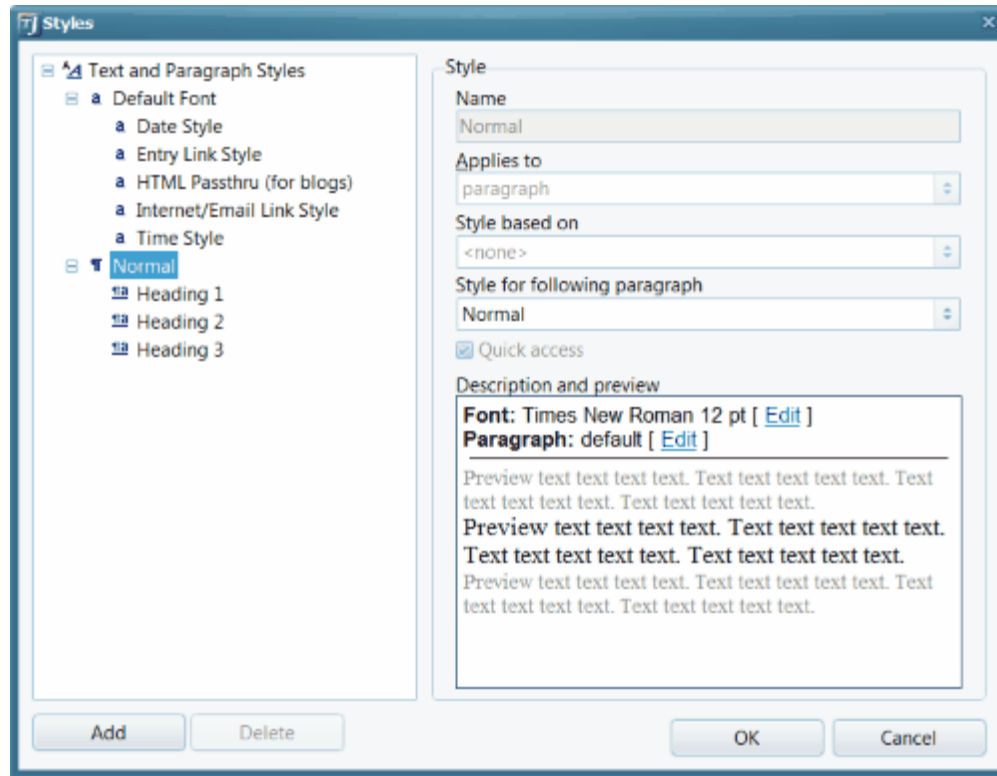 TJ Styles
Text and Paragraph Styles
a Default Font
a Date Style
a Entry Link Style
a HTML Passthru (for blogs)
a Internet/Email Link Style
a Time Style
¶ Normal
¶a Heading 1
¶a Heading 2
¶a Heading 3
Add
Delete
Style
Name
Normal
Applies to
paragraph
Style based on
<none>
Style for following paragraph
Normal
Quick access
Description and preview
Font: Times New Roman 12 pt [ Edit ]
Paragraph: default [ Edit ]
Preview text text text text. Text text text text text. Text
text text text text. Text text text text text.
Preview text text text text. Text text text text text.
Text text text text text. Text text text text text.
Preview text text text text. Text text text text text. Text
text text text text. Text text text text text.
OK
Cancel